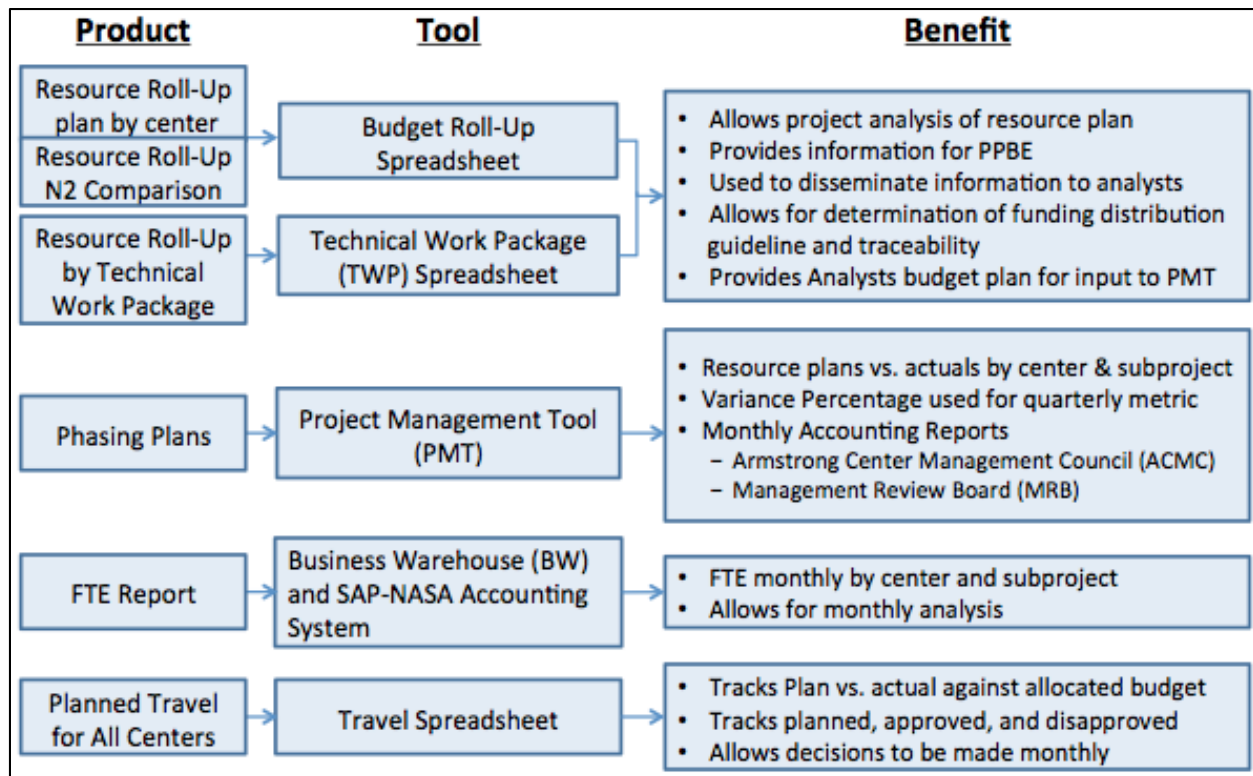 Product
Tool
Benefit
Resource Roll-Up
plan by center
Resource Roll-Up
N2 Comparison
Budget Roll-Up
Spreadsheet
Resource Roll-Up
by Technical
Work Package
Technical Work Package
(TWP) Spreadsheet
• Allows project analysis of resource plan
• Provides information for PPBE
• Used to disseminate information to analysts
• Allows for determination of funding distribution
guideline and traceability
• Provides Analysts budget plan for input to PMT
Phasing Plans
Project Management Tool
(PMT)
• Resource plans vs. actuals by center & subproject
• Variance Percentage used for quarterly metric
• Monthly Accounting Reports
– Armstrong Center Management Council (ACMC)
– Management Review Board (MRB)
FTE Report
Business Warehouse (BW)
and SAP-NASA Accounting
System
• FTE monthly by center and subproject
• Allows for monthly analysis
Planned Travel
for All Centers
Travel Spreadsheet
• Tracks Plan vs. actual against allocated budget
• Tracks planned, approved, and disapproved
• Allows decisions to be made monthly